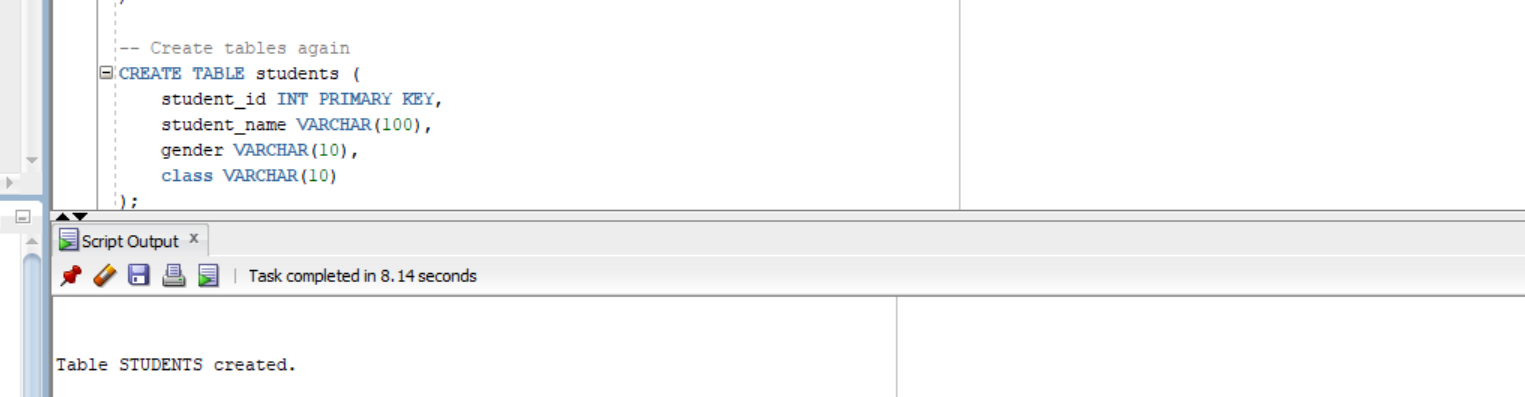 -- Create tables again
CREATE TABLE students (
student_id INT PRIMARY KEY,
student_name VARCHAR(100),
gender VARCHAR(10),
class VARCHAR(10)
);
Script Output x
Task completed in 8.14 seconds
Table STUDENTS created.